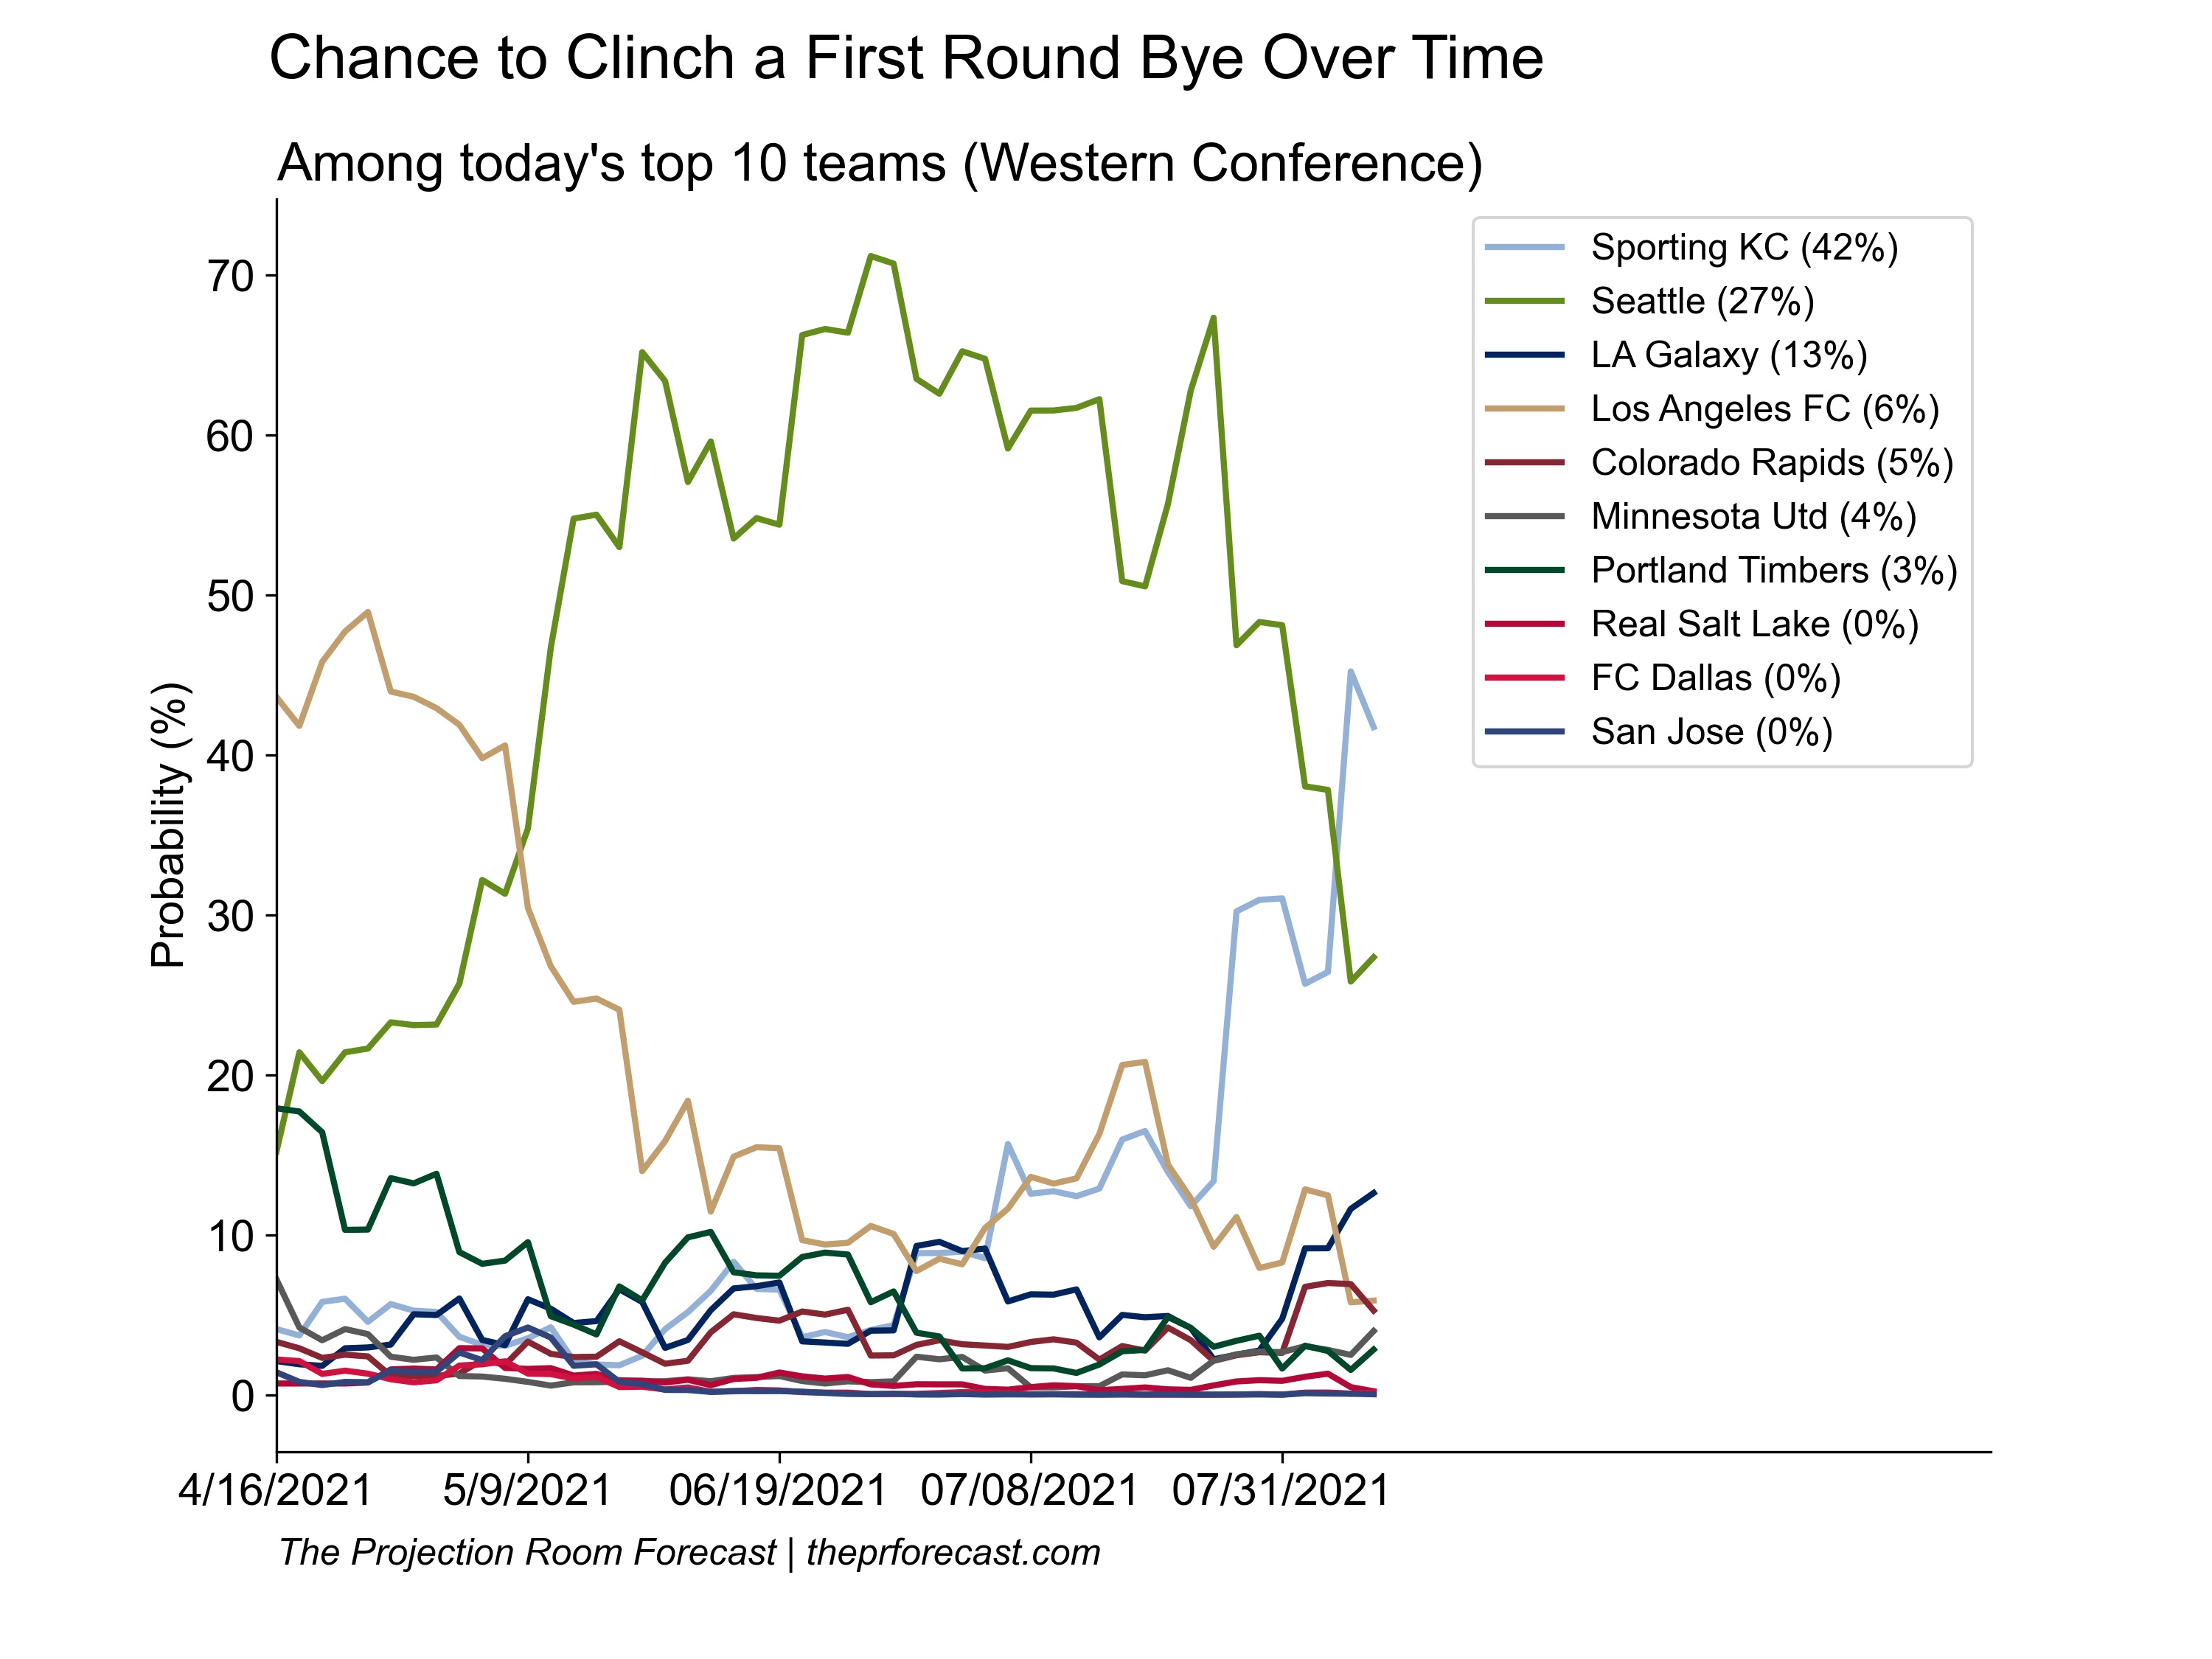 Chance to Clinch a First Round Bye Over Time
Among today's top 10 teams (Western Conference)
Probability (%)
70
60
50
40
30
20
10
0
Sporting KC (42%)
Seattle (27%)
LA Galaxy (13%)
Los Angeles FC (6%)
Colorado Rapids (5%)
Minnesota Utd (4%)
Portland Timbers (3%)
Real Salt Lake (0%)
FC Dallas (0%)
San Jose (0%)
4/16/2021 5/9/2021 06/19/2021 07/08/2021 07/31/2021
The Projection Room Forecast | theprforecast.com